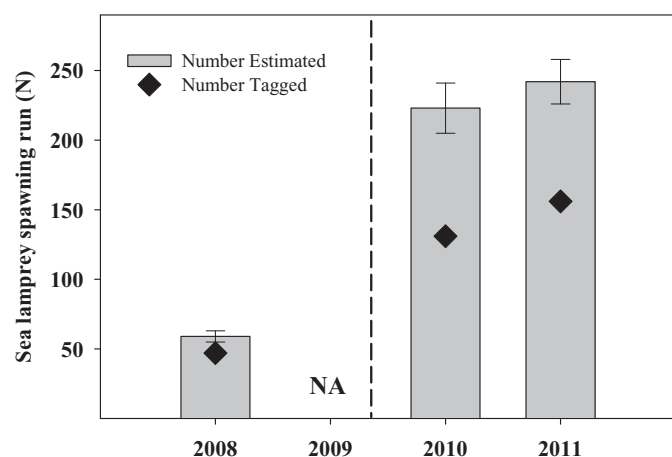 Sea lamprey spawning run (N)
250
200
150
100
50
Number Estimated
Number Tagged
NA
2008 2009 2010 2011